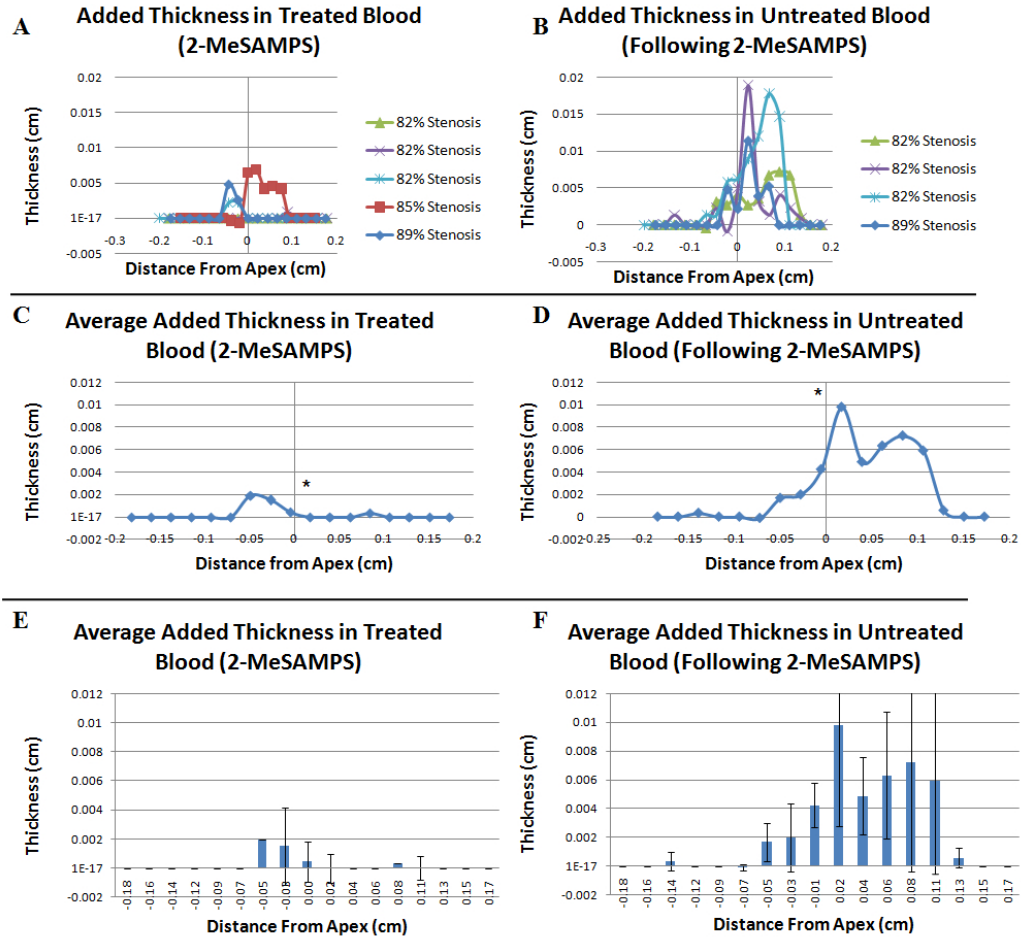 A
Added Thickness in Treated Blood
(2-MeSAMPS)
0.02
0.015
0.01
0.005
1E-17
-0.005
Thickness (cm)
-0.3 -0.2 -0.1 0 0.1 0.2
Distance From Apex (cm)
82% Stenosis
82% Stenosis
82% Stenosis
85% Stenosis
89% Stenosis
B
Added Thickness in Untreated Blood
(Following 2-MeSAMPS)
0.02
0.015
0.01
0.005
0
-0.005
Thickness (cm)
-0.3 -0.2 -0.1 0 0.1 0.2
Distance From Apex (cm)
82% Stenosis
82% Stenosis
82% Stenosis
89% Stenosis
C
Average Added Thickness in Treated
Blood (2-MeSAMPS)
0.012
0.01
0.008
0.006
0.004
0.002
1E-17
-0.002
Thickness (cm)
*
-0.2 -0.15 -0.1 -0.05 0 0.05 0.1 0.15 0.2
Distance from Apex (cm)
D
Average Added Thickness in Untreated
Blood (Following 2-MeSAMPS)
0.012
0.01
0.008
0.006
0.004
0.002
0
-0.002
Thickness (cm)
*
-0.25 -0.2 -0.15 -0.1 -0.05 0 0.05 0.1 0.15 0.2
Distance from Apex (cm)
E
Average Added Thickness in Treated
Blood (2-MeSAMPS)
0.012
0.01
0.008
0.006
0.004
0.002
1E-17
-0.002
Thickness (cm)
-0.18 -0.16 -0.14 -0.12 -0.09 -0.07 -0.05 -0.03 0.00 0.02 0.04 0.06 0.08 0.11 0.13 0.15 0.17
Distance From Apex (cm)
F
Average Added Thickness in Untreated
Blood (Following 2-MeSAMPS)
0.012
0.01
0.008
0.006
0.004
0.002
1E-17
-0.002
Thickness (cm)
-0.18 -0.16 -0.14 -0.12 -0.09 -0.07 -0.05 -0.03 -0.01 0.02 0.04 0.06 0.08 0.11 0.13 0.15 0.17
Distance From Apex (cm)